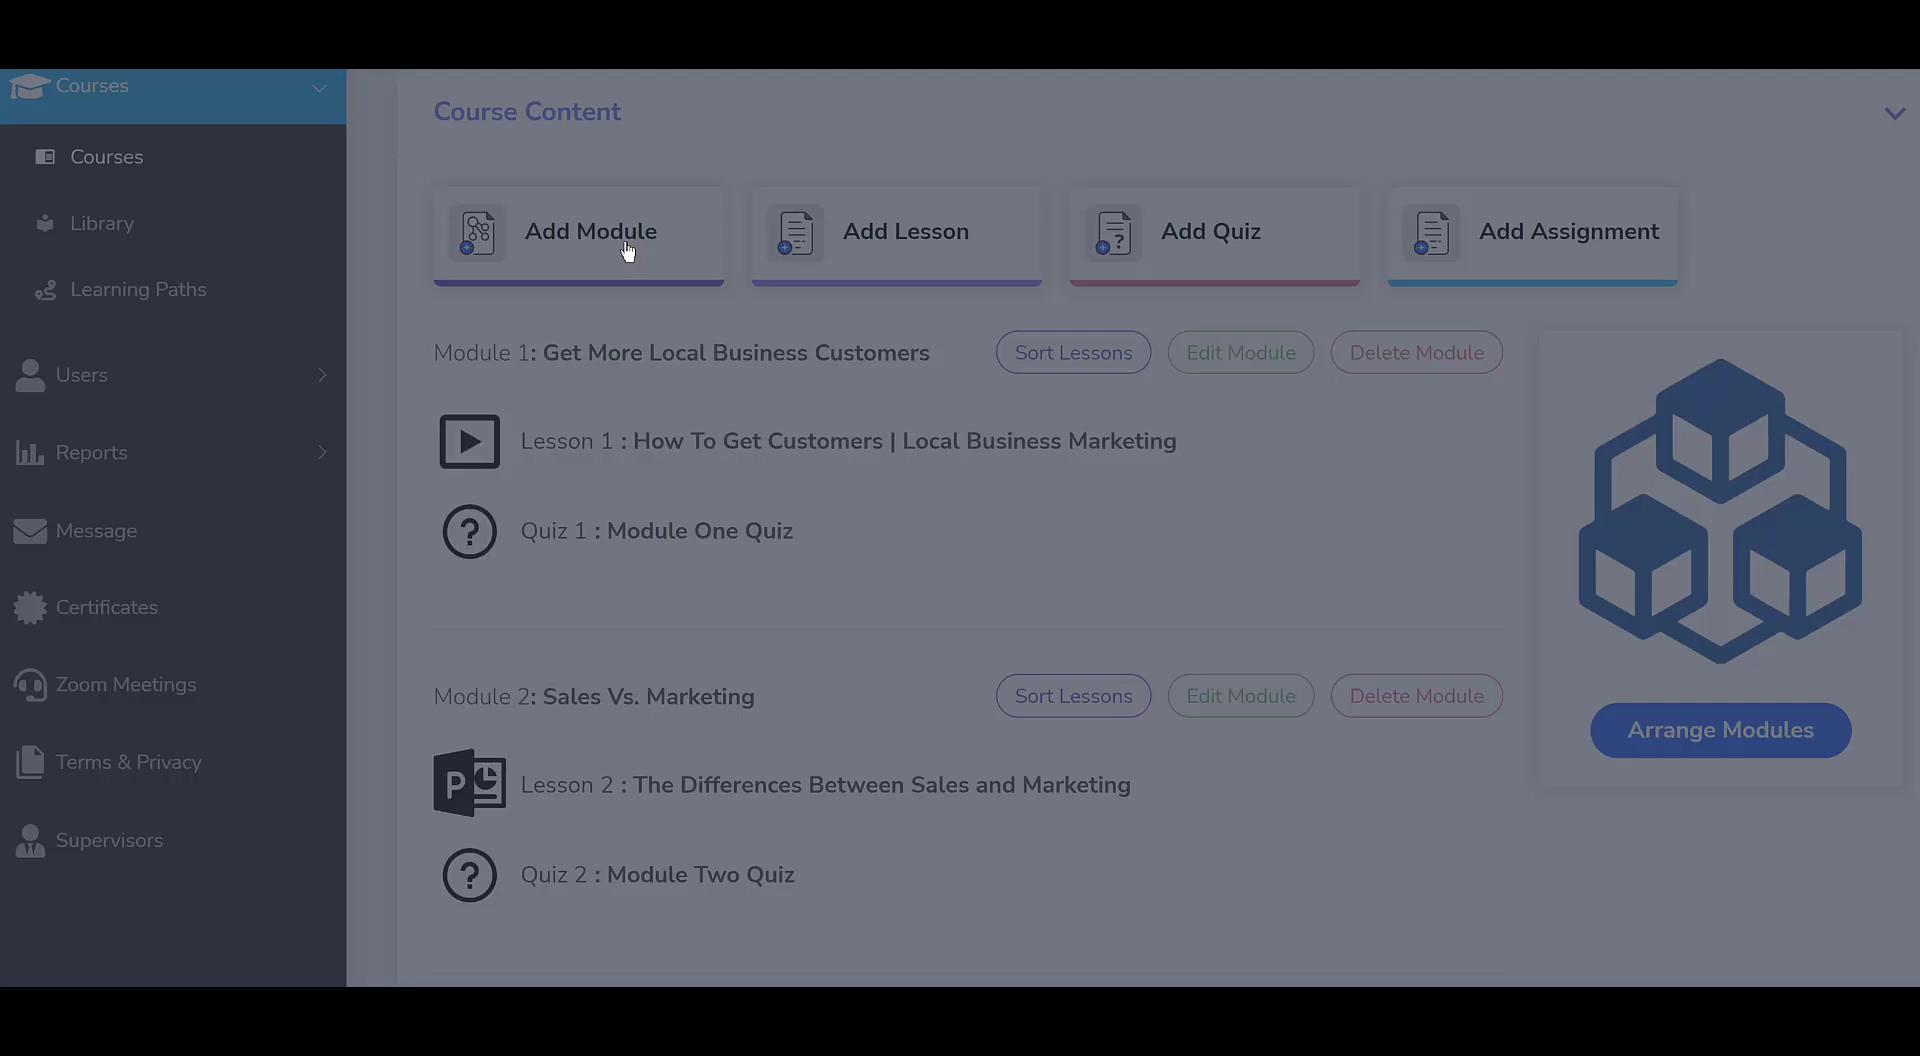 Courses
Courses
Library
Learning Paths
Users
Reports
Message
Certificates
Zoom Meetings
Terms & Privacy
Supervisors
Course Content
Add Module
Add Lesson
Add Quiz
Add Assignment
Module 1: Get More Local Business Customers
Sort Lessons
Edit Module
Delete Module
Lesson 1 : How To Get Customers | Local Business Marketing
Quiz 1 : Module One Quiz
Module 2: Sales Vs. Marketing
Sort Lessons
Edit Module
Delete Module
Lesson 2 : The Differences Between Sales and Marketing
Quiz 2 : Module Two Quiz
Arrange Modules